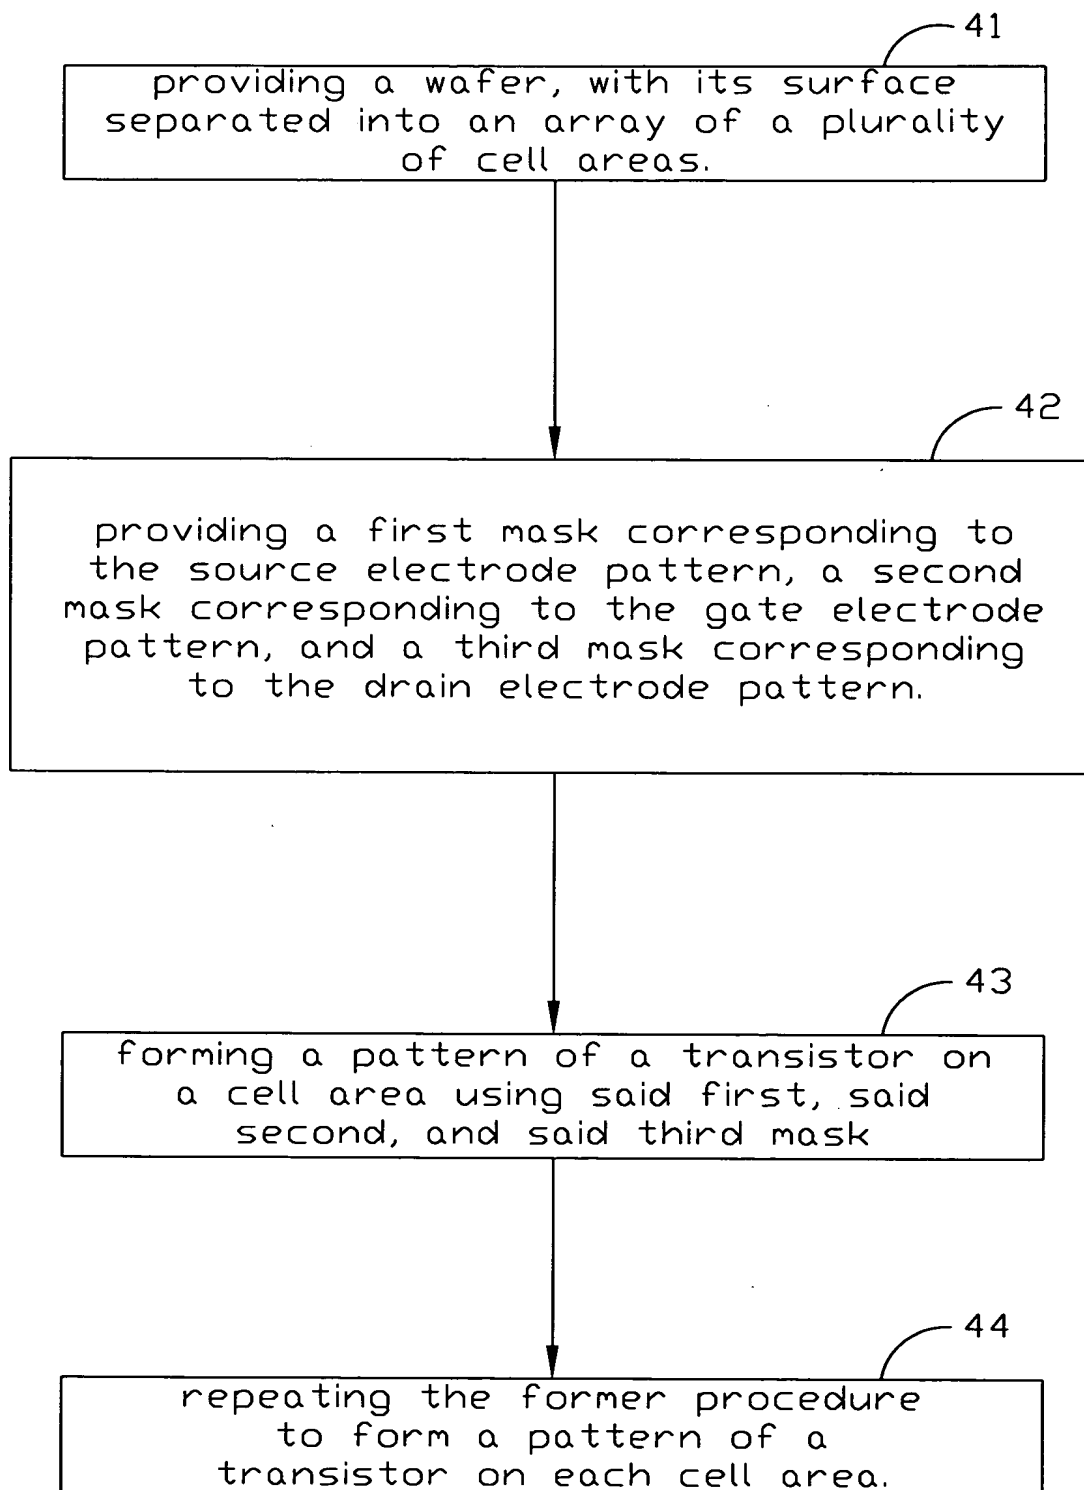 41
providing a wafer, with its surface
separated into an array of a plurality
of cell areas.
42
providing a first mask corresponding to
the source electrode pattern, a second
mask corresponding to the gate electrode
pattern, and a third mask corresponding
to the drain electrode pattern.
43
forming a pattern of a transistor on
a cell area using said first, said
second, and said third mask
44
repeating the former procedure
to form a pattern of a
transistor on each cell area.